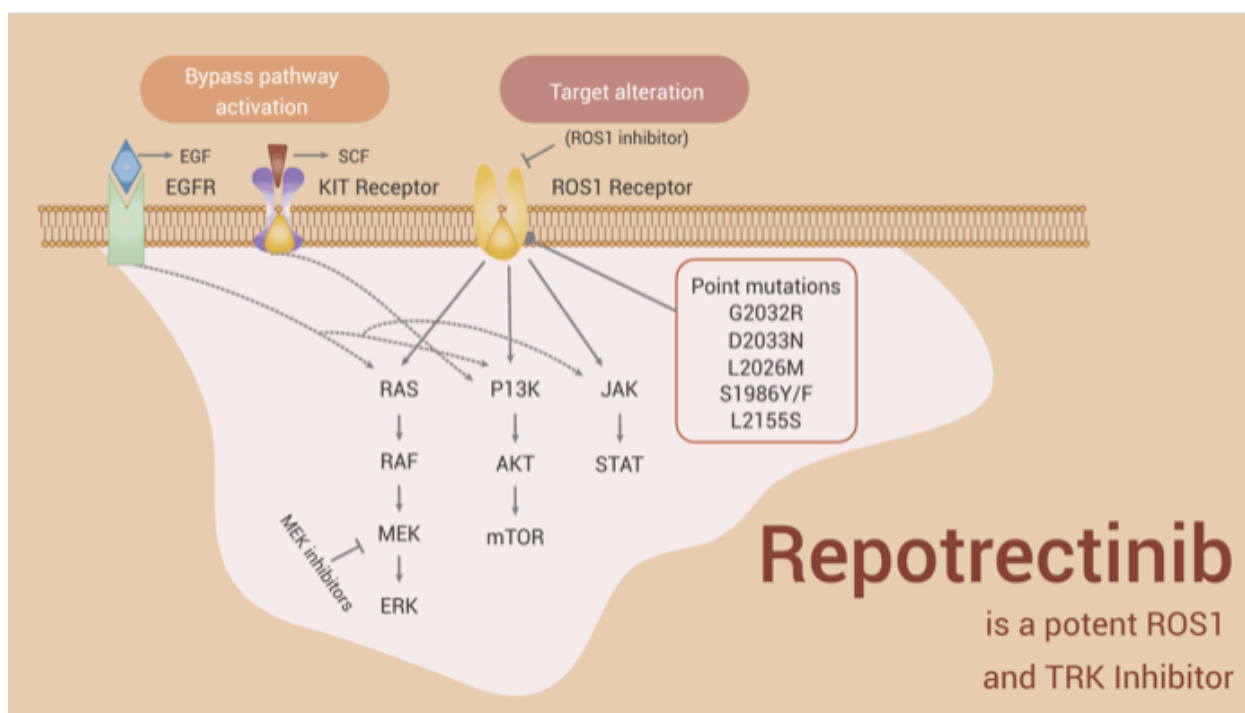 Bypass pathway
activation
Target alteration
(ROS1 inhibitor)
EGF
SCF
EGFR
KIT Receptor
ROS1 Receptor
Point mutations
G2032R
D2033N
L2026M
S1986Y/F
L2155S
RAS
P13K
JAK
RAF
AKT
STAT
MEK inhibitors
MEK
mTOR
ERK
Repotrectinib
is a potent ROS1
and TRK Inhibitor